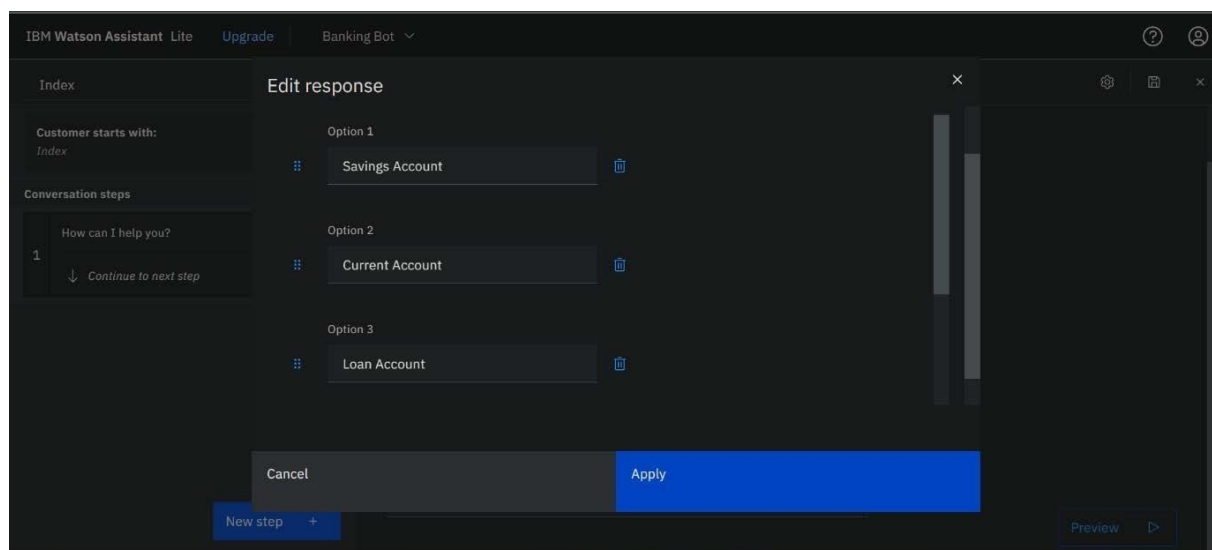 IBM Watson Assistant Lite Upgrade Banking Bot
Index
Customer starts with:
Index
Conversation steps
1
How can I help you?
Continue to next step
New step +
Edit response
Option 1
Savings Account
Option 2
Current Account
Option 3
Loan Account
Cancel
Apply
Preview